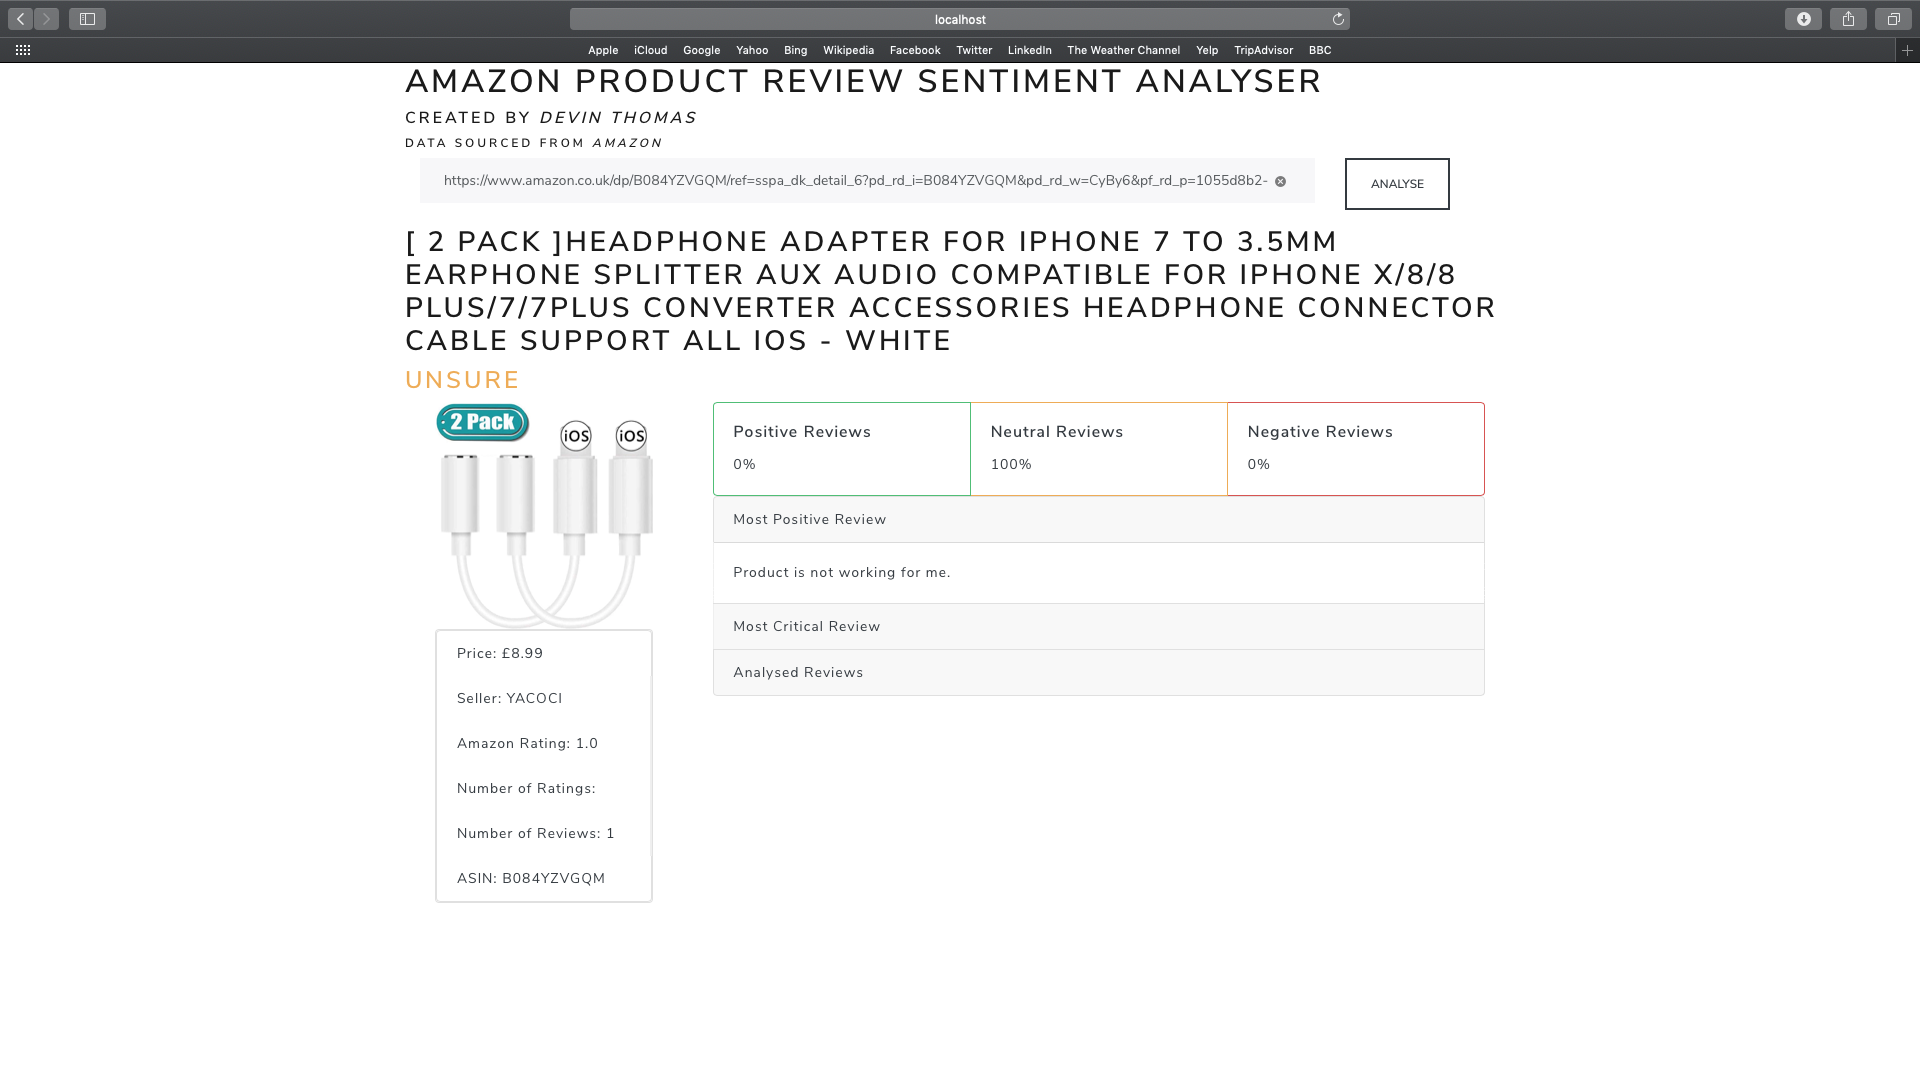 localhost
Apple iCloud Google Yahoo Bing Wikipedia Facebook Twitter LinkedIn The Weather Channel Yelp TripAdvisor BBC
AMAZON PRODUCT REVIEW SENTIMENT ANALYSER
CREATED BY DEVIN THOMAS
DATA SOURCED FROM AMAZON
https://www.amazon.co.uk/dp/B084YZVGQM/ref=sspa_dk_detail_6?pd_rd_i=B084YZVGQM&pd_rd_w=CyBy6&pf_rd_p=1055d8b2-
ANALYSE
[ 2 PACK ]HEADPHONE ADAPTER FOR IPHONE 7 TO 3.5MM
EARPHONE SPLITTER AUX AUDIO COMPATIBLE FOR IPHONE X/8/8
PLUS/7/7PLUS CONVERTER ACCESSORIES HEADPHONE CONNECTOR
CABLE SUPPORT ALL IOS - WHITE
UNSURE
2 Pack
iOS iOS
Price: £8.99
Seller: YACOCI
Amazon Rating: 1.0
Number of Ratings:
Number of Reviews: 1
ASIN: B084YZVGQM
Positive Reviews
0%
Neutral Reviews
100%
Negative Reviews
0%
Most Positive Review
Product is not working for me.
Most Critical Review
Analysed Reviews